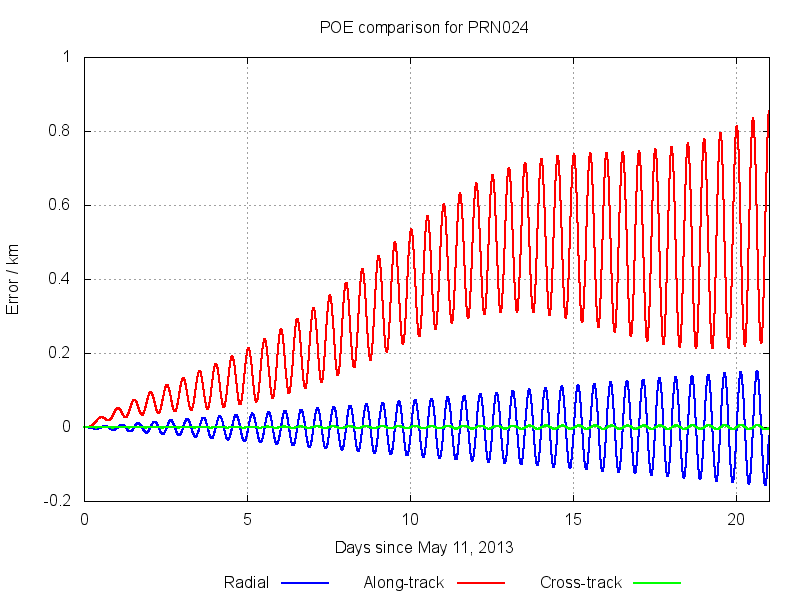 POE comparison for PRN024
1
0.8
0.6
0.4
0.2
0
-0.2
Error / km
0 5 10 15 20
Days since May 11, 2013
Radial Along-track Cross-track